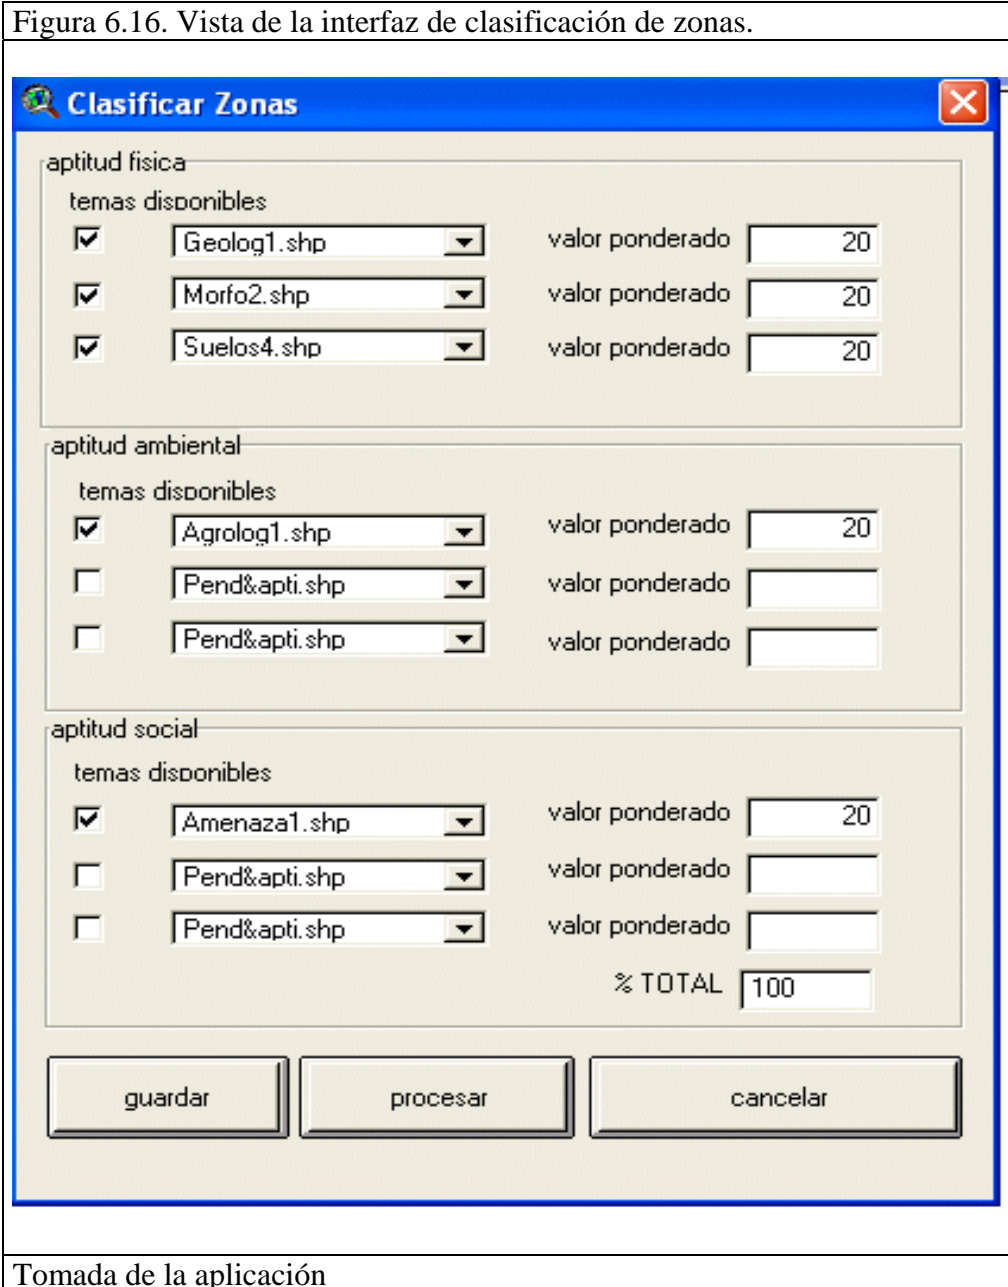 Figura 6.16. Vista de la interfaz de clasificación de zonas.
Clasificar Zonas
aptitud fisica
temas disponibles
Geolog1.shp valor ponderado 20
Morfo2.shp valor ponderado 20
Suelos4.shp valor ponderado 20
aptitud ambiental
temas disponibles
Agrolog1.shp valor ponderado 20
Pend&apti.shp valor ponderado
Pend&apti.shp valor ponderado
aptitud social
temas disponibles
Amenaza1.shp valor ponderado 20
Pend&apti.shp valor ponderado
Pend&apti.shp valor ponderado
% TOTAL 100
guardar procesar cancelar
Tomada de la aplicación